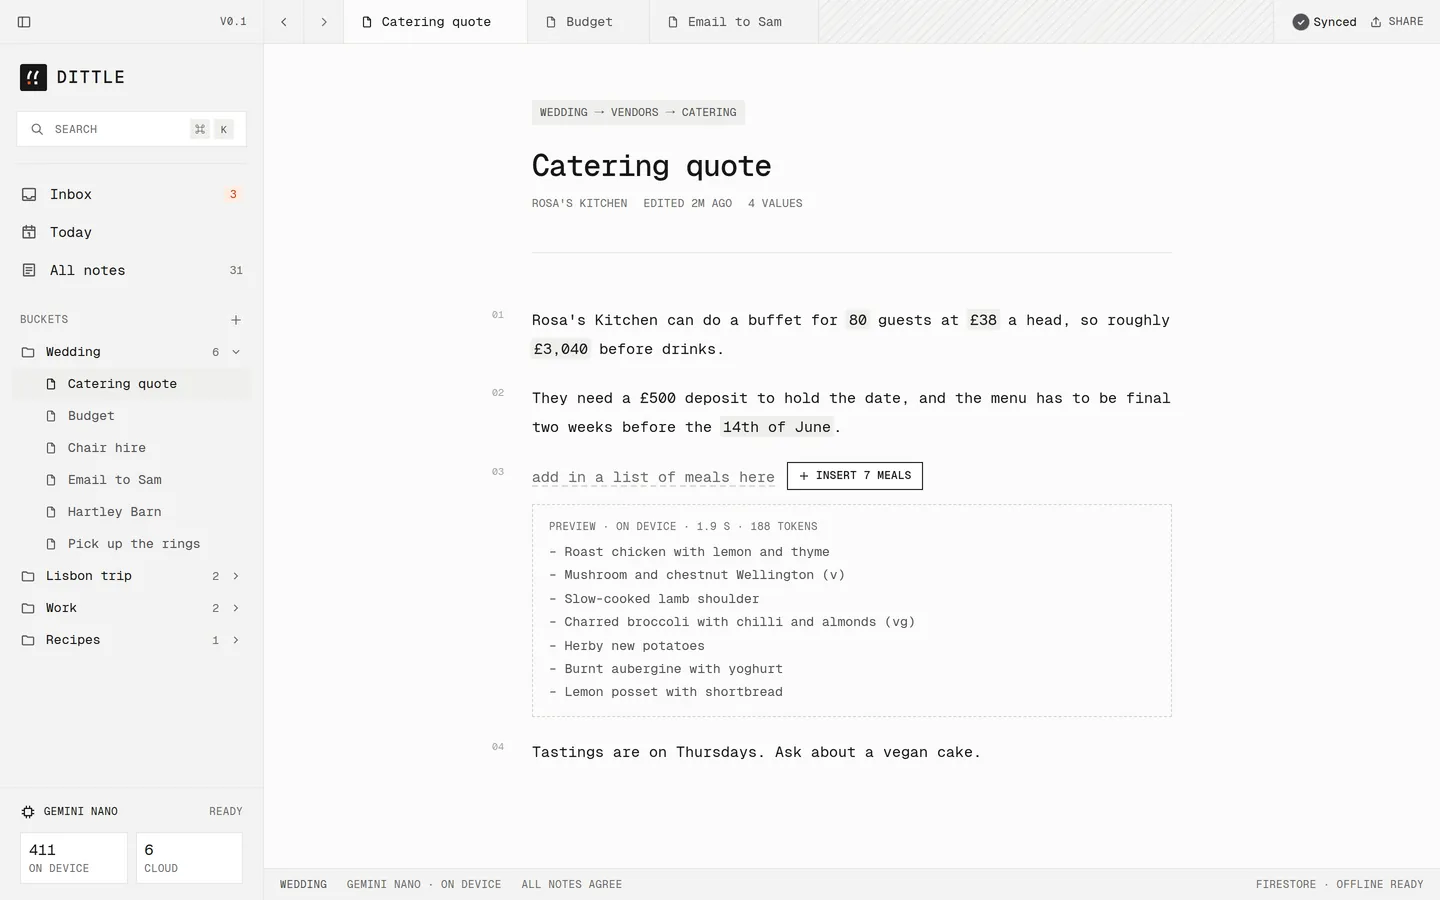 V0.1
Catering quote
Budget
Email to Sam
Synced
SHARE
DITTLE
SEARCH ⌘ K
Inbox 3
Today
All notes 31
BUCKETS
Wedding 6
Catering quote
Budget
Chair hire
Email to Sam
Hartley Barn
Pick up the rings
Lisbon trip 2
Work 2
Recipes 1
GEMINI NANO READY
411
ON DEVICE
6
CLOUD
WEDDING → VENDORS → CATERING
Catering quote
ROSA'S KITCHEN EDITED 2M AGO 4 VALUES
01
Rosa's Kitchen can do a buffet for 80 guests at £38 a head, so roughly
£3,040 before drinks.
02
They need a £500 deposit to hold the date, and the menu has to be final
two weeks before the 14th of June.
03
add in a list of meals here + INSERT 7 MEALS
PREVIEW · ON DEVICE · 1.9 S · 188 TOKENS
– Roast chicken with lemon and thyme
– Mushroom and chestnut Wellington (v)
– Slow-cooked lamb shoulder
– Charred broccoli with chilli and almonds (vg)
– Herby new potatoes
– Burnt aubergine with yoghurt
– Lemon posset with shortbread
04
Tastings are on Thursdays. Ask about a vegan cake.
WEDDING GEMINI NANO · ON DEVICE ALL NOTES AGREE
FIRESTORE · OFFLINE READY